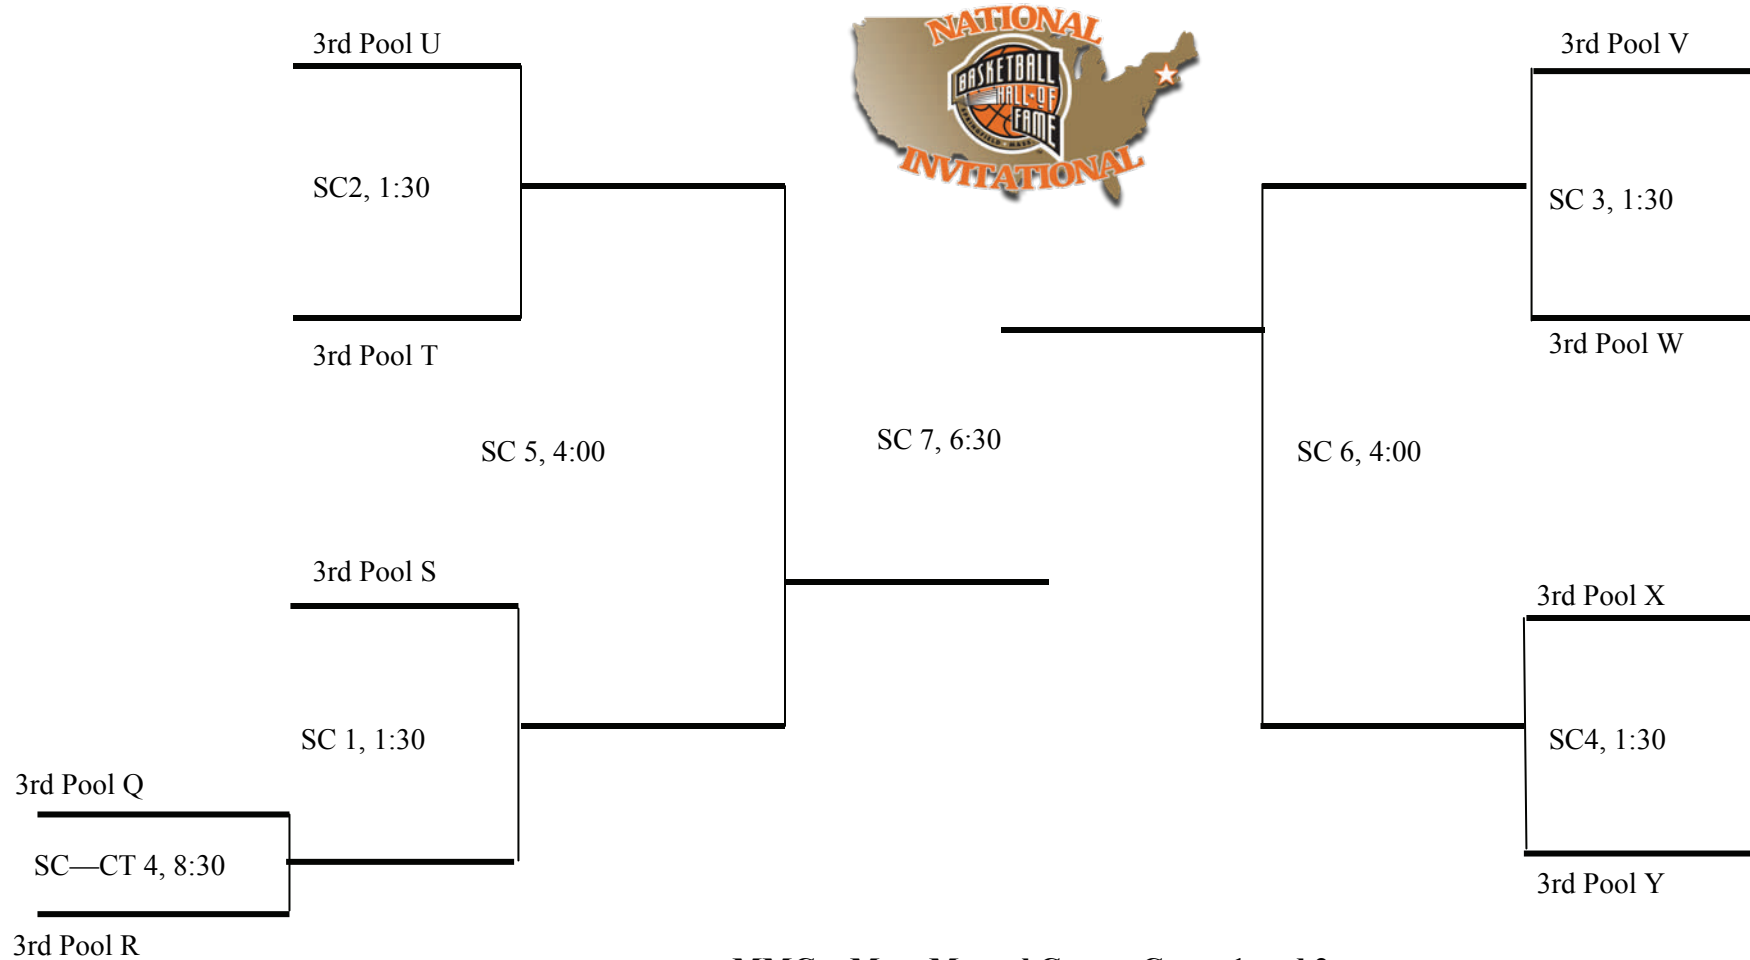 3rd Pool U
NATIONAL
3rd Pool V
BASKETBALL
HALL OF
FAME
SPRINGFIELD MASS.
INVITATIONAL
SC2, 1:30
SC 3, 1:30
3rd Pool T
3rd Pool W
SC 5, 4:00
SC 7, 6:30
SC 6, 4:00
3rd Pool S
3rd Pool X
SC 1, 1:30
SC4, 1:30
3rd Pool Q
SC—CT 4, 8:30
3rd Pool Y
3rd Pool R